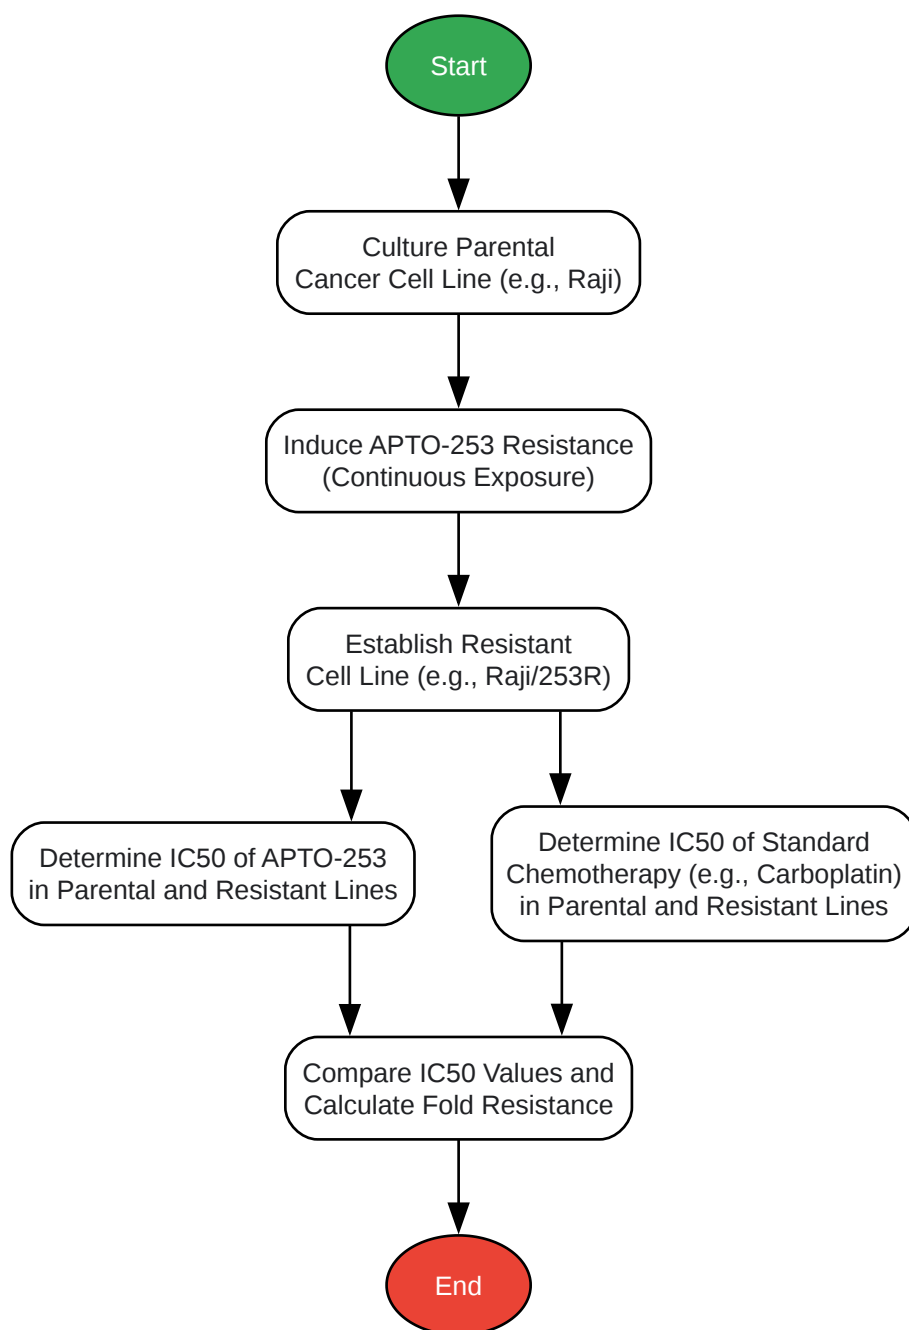 Start
Culture Parental
Cancer Cell Line (e.g., Raji)
Induce APTO-253 Resistance
(Continuous Exposure)
Establish Resistant
Cell Line (e.g., Raji/253R)
Determine IC50 of APTO-253
in Parental and Resistant Lines
Determine IC50 of Standard
Chemotherapy (e.g., Carboplatin)
in Parental and Resistant Lines
Compare IC50 Values and
Calculate Fold Resistance
End